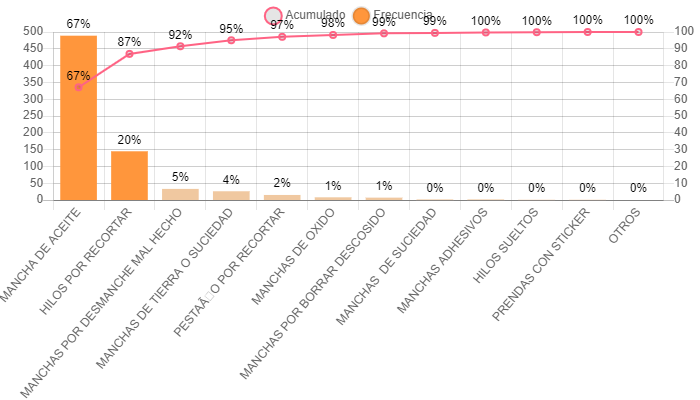 Acumulado Frecuencia
500 450 400 350 300 250 200 150 100 50 0
67% 87% 92% 95% 97% 98% 99% 99% 100% 100% 100% 100%
67% 20% 5% 4% 2% 1% 1% 0% 0% 0% 0% 0%
100 90 80 70 60 50 40 30 20 10 0
MANCHA DE ACEITE
HILOS POR RECORTAR
MANCHAS POR DESMANCHE MAL HECHO
MANCHAS DE TIERRA O SUCIEDAD
PESTAÃ□O POR RECORTAR
MANCHAS DE OXIDO
MANCHAS POR BORRAR DESCOSIDO
MANCHAS  DE SUCIEDAD
MANCHAS ADHESIVOS
HILOS SUELTOS
PRENDAS CON STICKER
OTROS